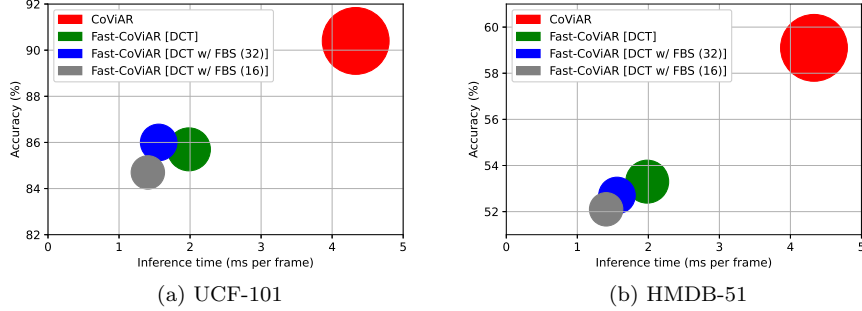 92
90
88
86
84
82
Accuracy (%)
CoViAR
Fast-CoViAR [DCT]
Fast-CoViAR [DCT w/ FBS (32)]
Fast-CoViAR [DCT w/ FBS (16)]
0 1 2 3 4 5
Inference time (ms per frame)
(a) UCF-101
60
58
56
54
52
Accuracy (%)
CoViAR
Fast-CoViAR [DCT]
Fast-CoViAR [DCT w/ FBS (32)]
Fast-CoViAR [DCT w/ FBS (16)]
0 1 2 3 4 5
Inference time (ms per frame)
(b) HMDB-51